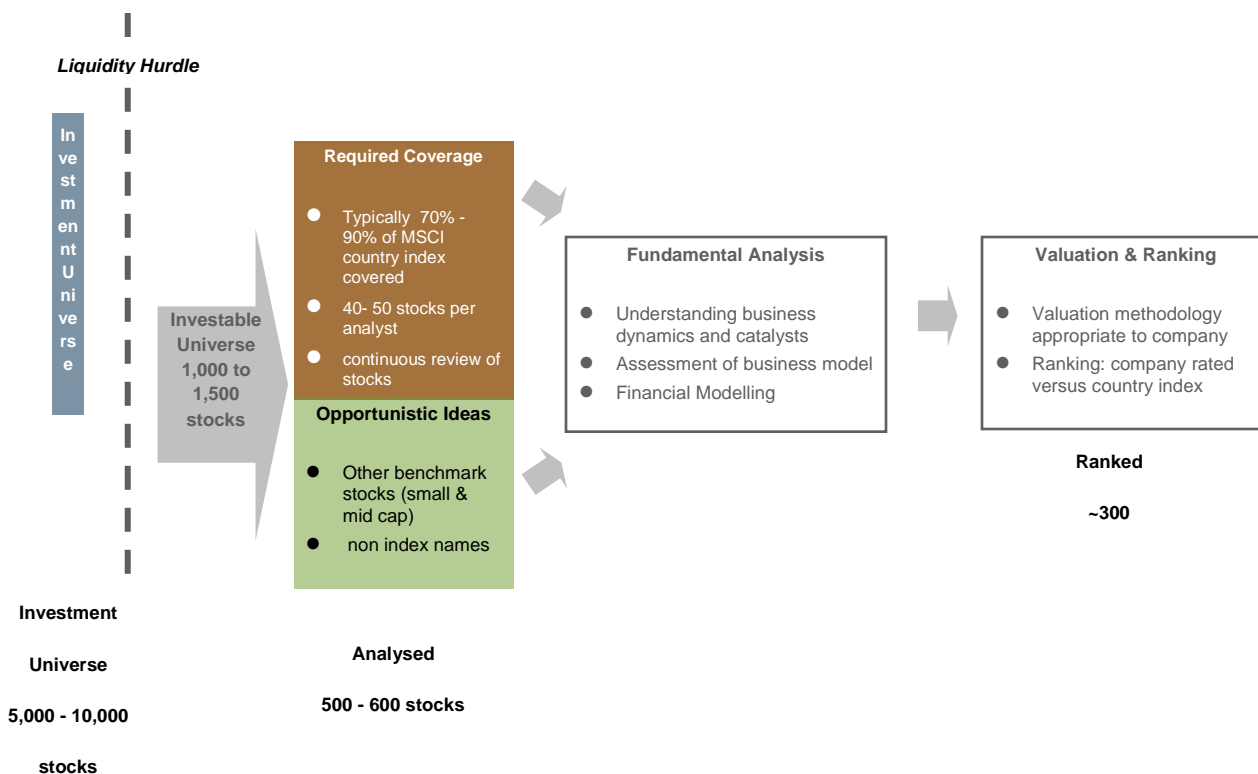 Liquidity Hurdle
In
ve
st
m
en
nt U
ni
ve
rs
e
Investable
Universe
1,000 to
1,500
stocks
Required Coverage
Typically 70% -
90% of MSCI
country index
covered
40- 50 stocks per
analyst
continuous review of
stocks
Opportunistic Ideas
Other benchmark
stocks (small &
mid cap)
non index names
Fundamental Analysis
Understanding business
dynamics and catalysts
Assessment of business model
Financial Modelling
Valuation & Ranking
Valuation methodology
appropriate to company
Ranking: company rated
versus country index
Ranked
~300
Investment
Universe
5,000 - 10,000
stocks
Analysed
500 - 600 stocks